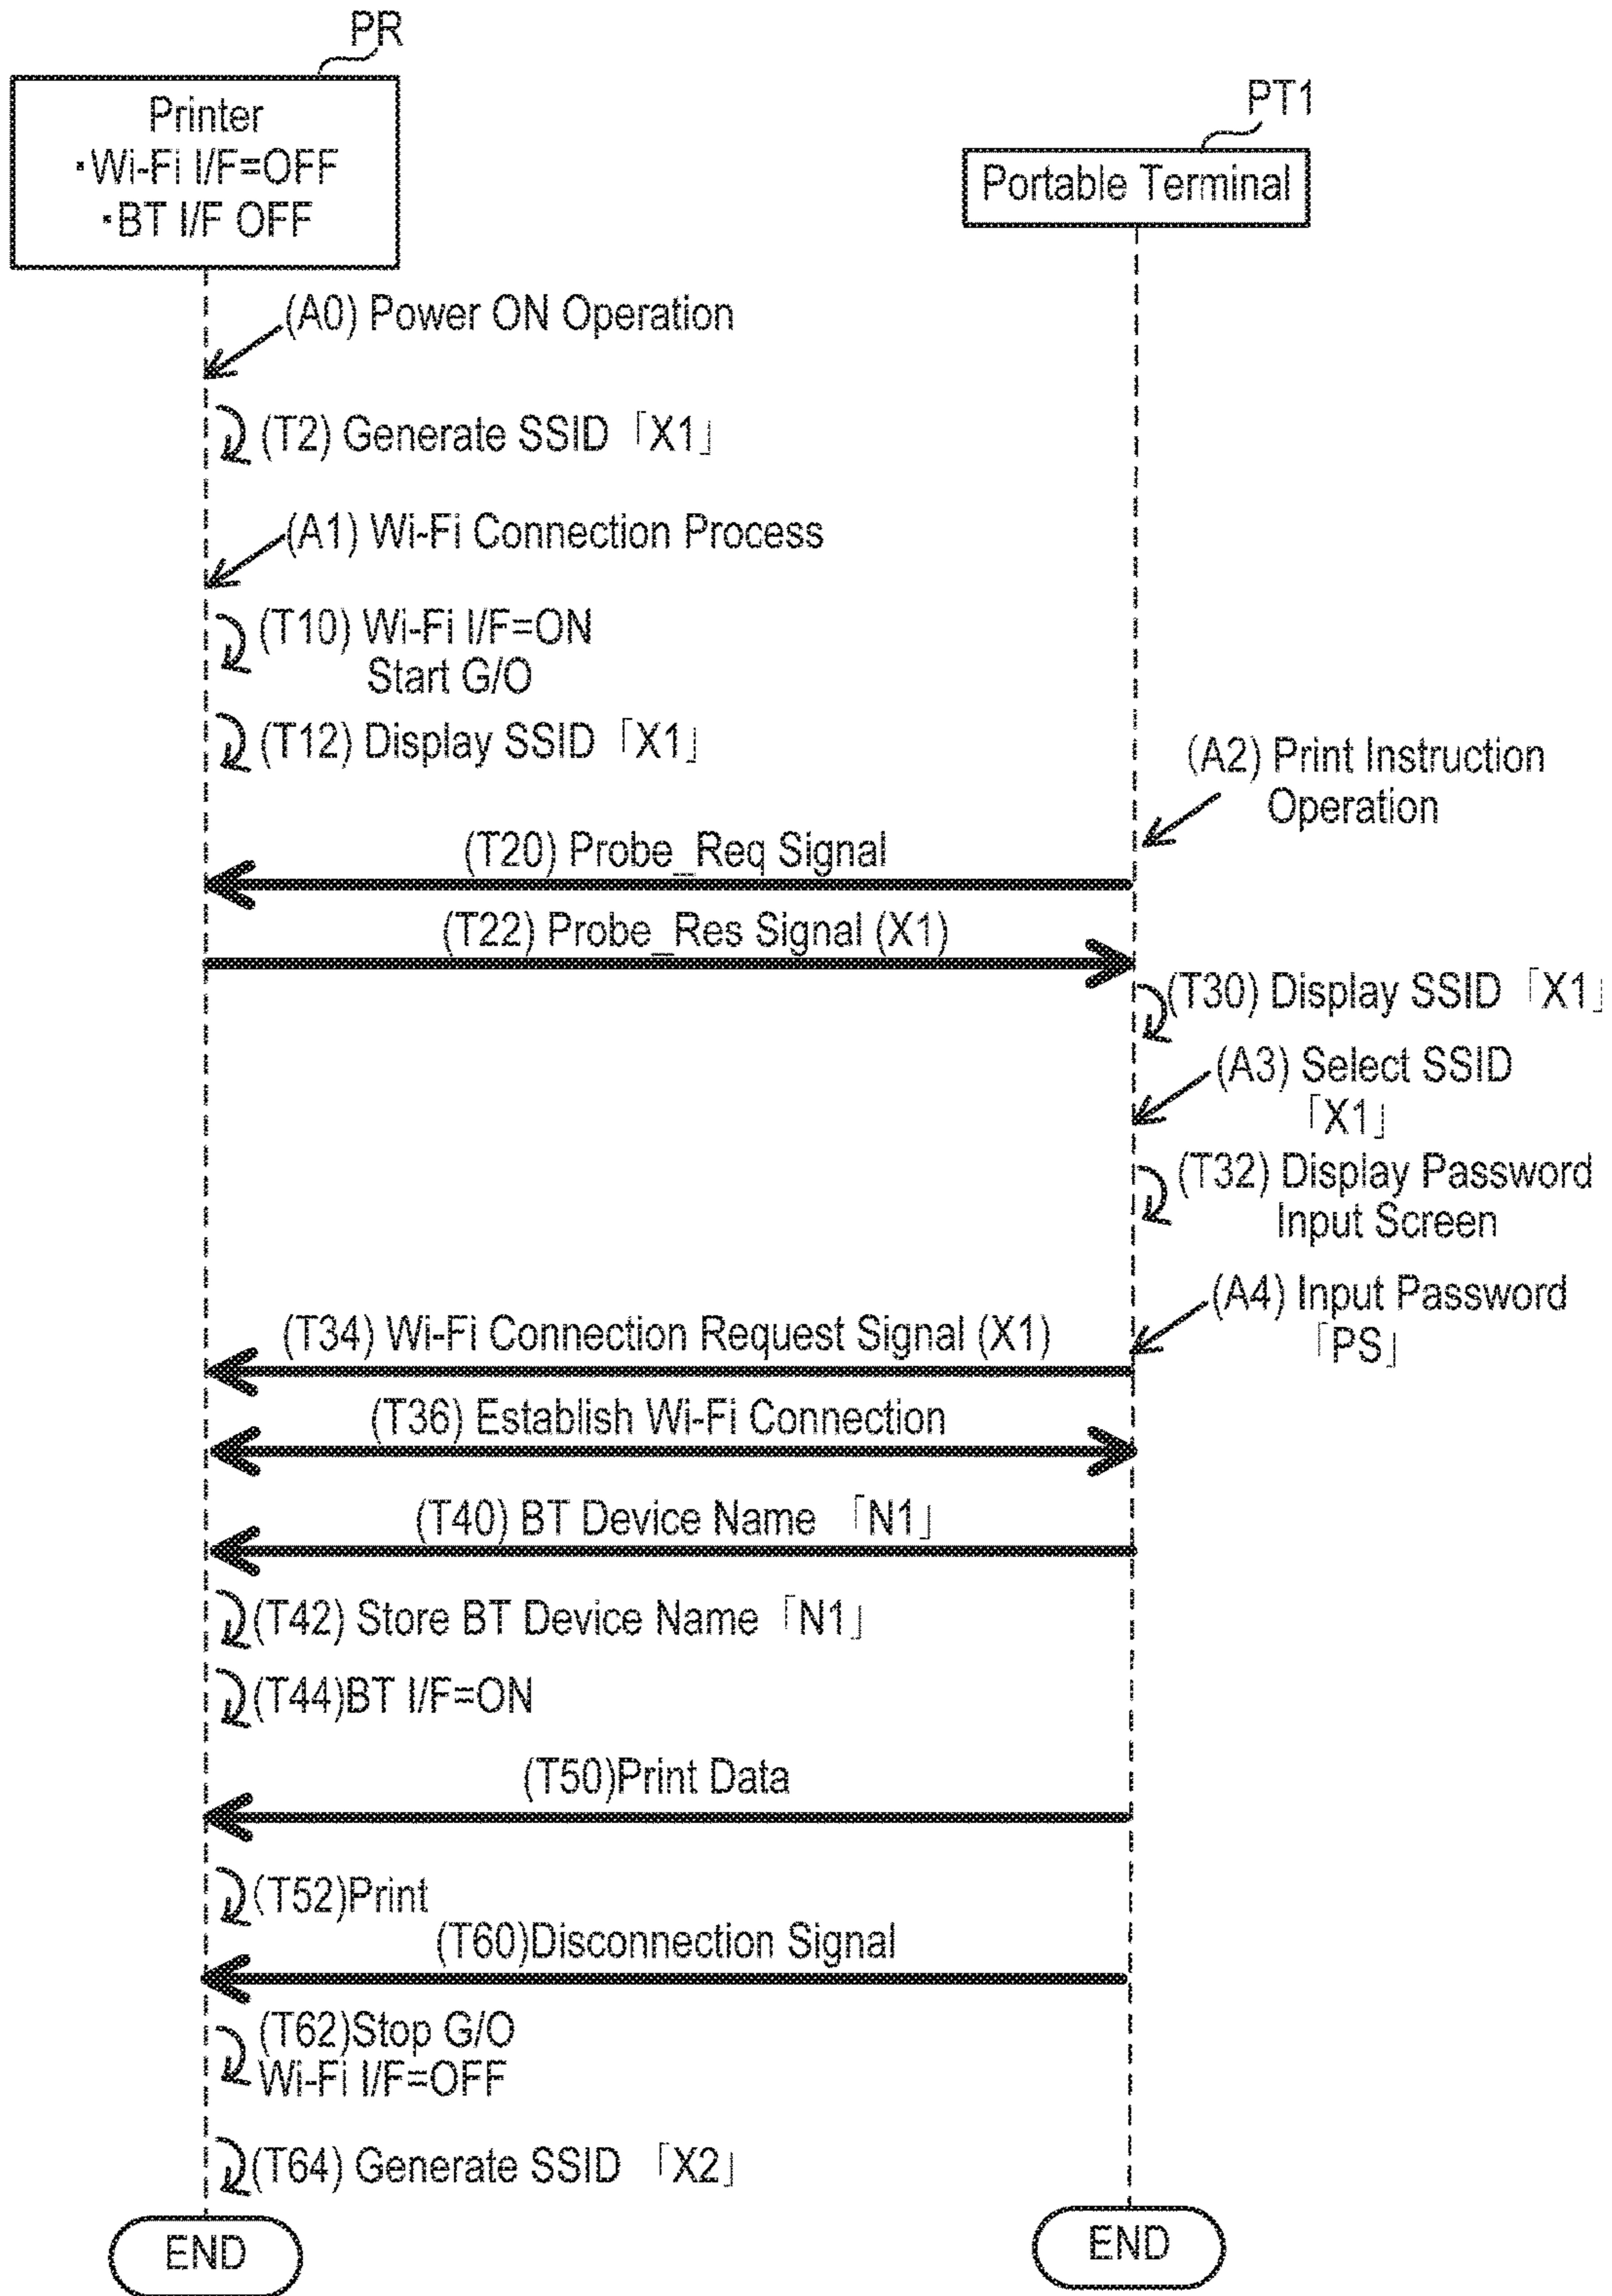 PR
Printer
・Wi-Fi I/F=OFF
・BT I/F OFF
PT1
Portable Terminal
(A0) Power ON Operation
(T2) Generate SSID「X1」
(A1) Wi-Fi Connection Process
(T10) Wi-Fi I/F=ON
Start G/O
(T12) Display SSID「X1」
(A2) Print Instruction
Operation
(T20) Probe_Req Signal
(T22) Probe_Res Signal (X1)
(T30) Display SSID「X1」
(A3) Select SSID
「X1」
(T32) Display Password
Input Screen
(A4) Input Password
「PS」
(T34) Wi-Fi Connection Request Signal (X1)
(T36) Establish Wi-Fi Connection
(T40) BT Device Name 「N1」
(T42) Store BT Device Name「N1」
(T44)BT I/F=ON
(T50)Print Data
(T52)Print
(T60)Disconnection Signal
(T62)Stop G/O
Wi-Fi I/F=OFF
(T64) Generate SSID 「X2」
END
END